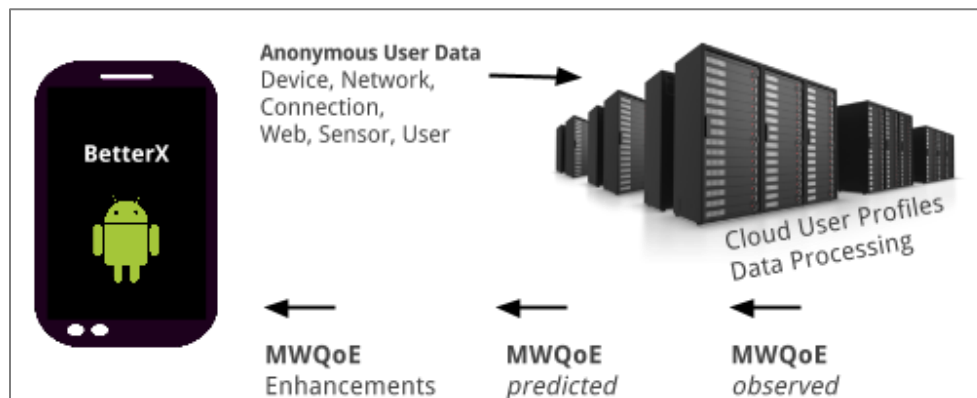 BetterX
Anonymous User Data
Device, Network,
Connection,
Web, Sensor, User
Cloud User Profiles
Data Processing
MWQoE
Enhancements
MWQoE
predicted
MWQoE
observed